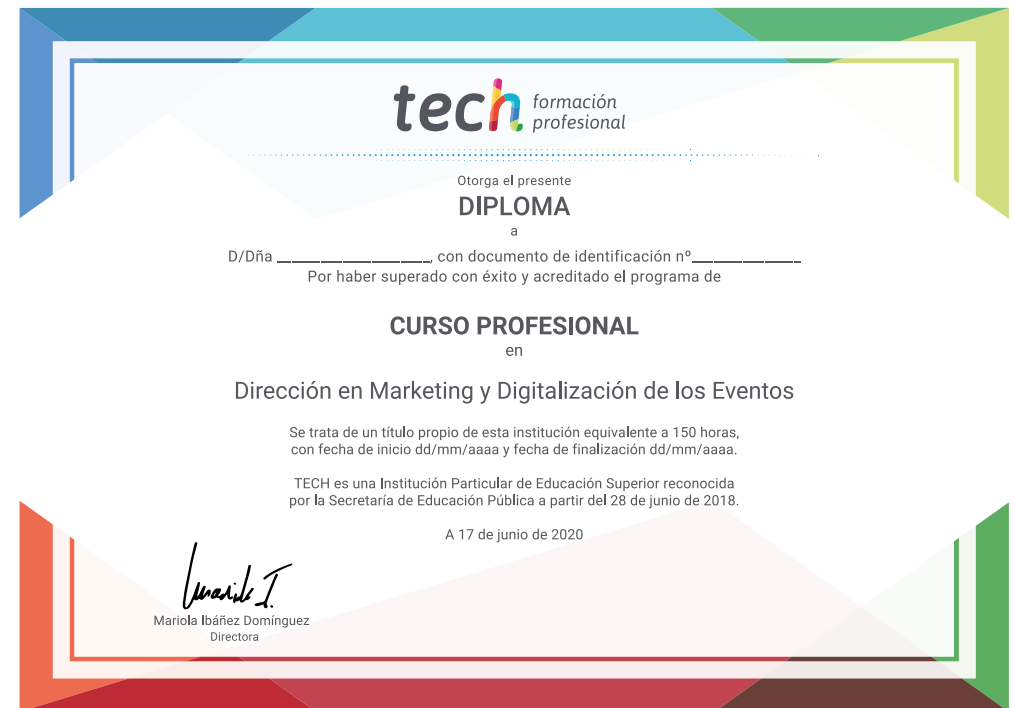 tech formación
profesional
Otorga el presente
DIPLOMA
a
D/Dña ____________________, con documento de identificación nº______________
Por haber superado con éxito y acreditado el programa de
CURSO PROFESIONAL
en
Dirección en Marketing y Digitalización de los Eventos
Se trata de un título propio de esta institución equivalente a 150 horas,
con fecha de inicio dd/mm/aaaa y fecha de finalización dd/mm/aaaa.
TECH es una Institución Particular de Educación Superior reconocida
por la Secretaría de Educación Pública a partir del 28 de junio de 2018.
A 17 de junio de 2020
Mariola Ibáñez Domínguez
Directora